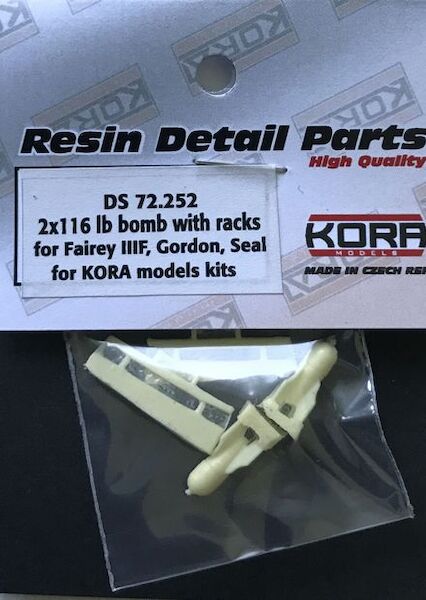 Resin Detail Parts
High Quality
DS 72.252
2x116 lb bomb with racks
for Fairey IIIF, Gordon, Seal
for KORA models kits
KORA
MODELS
MADE IN CZECH REP